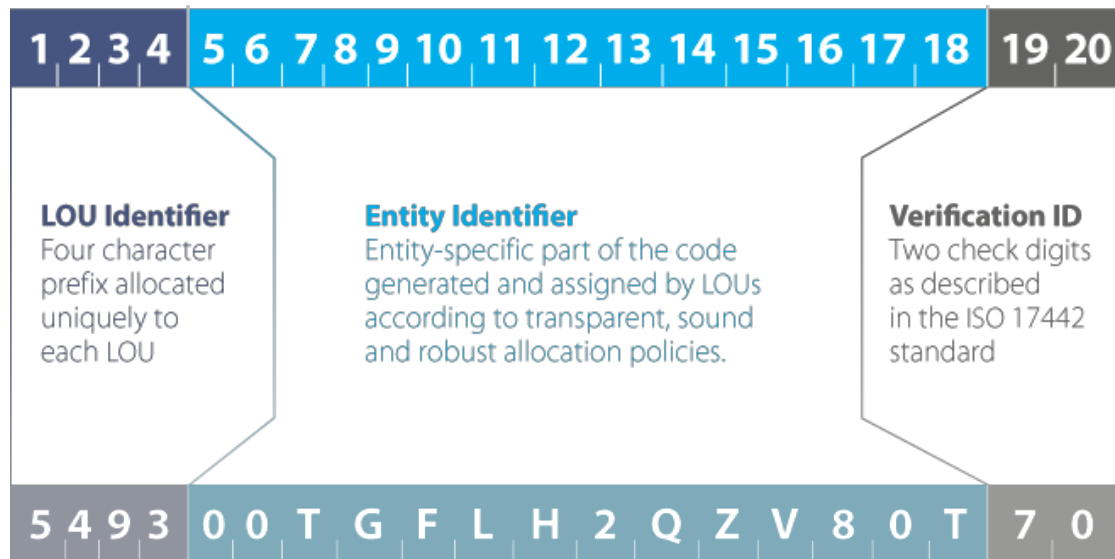 1 2 3 4 5 6 7 8 9 10 11 12 13 14 15 16 17 18 19 20
LOU Identifier
Four character
prefix allocated
uniquely to
each LOU
Entity Identifier
Entity-specific part of the code
generated and assigned by LOUs
according to transparent, sound
and robust allocation policies.
Verification ID
Two check digits
as described
in the ISO 17442
standard
5 4 9 3 0 0 T G F L H 2 Q Z V 8 0 T 7 0